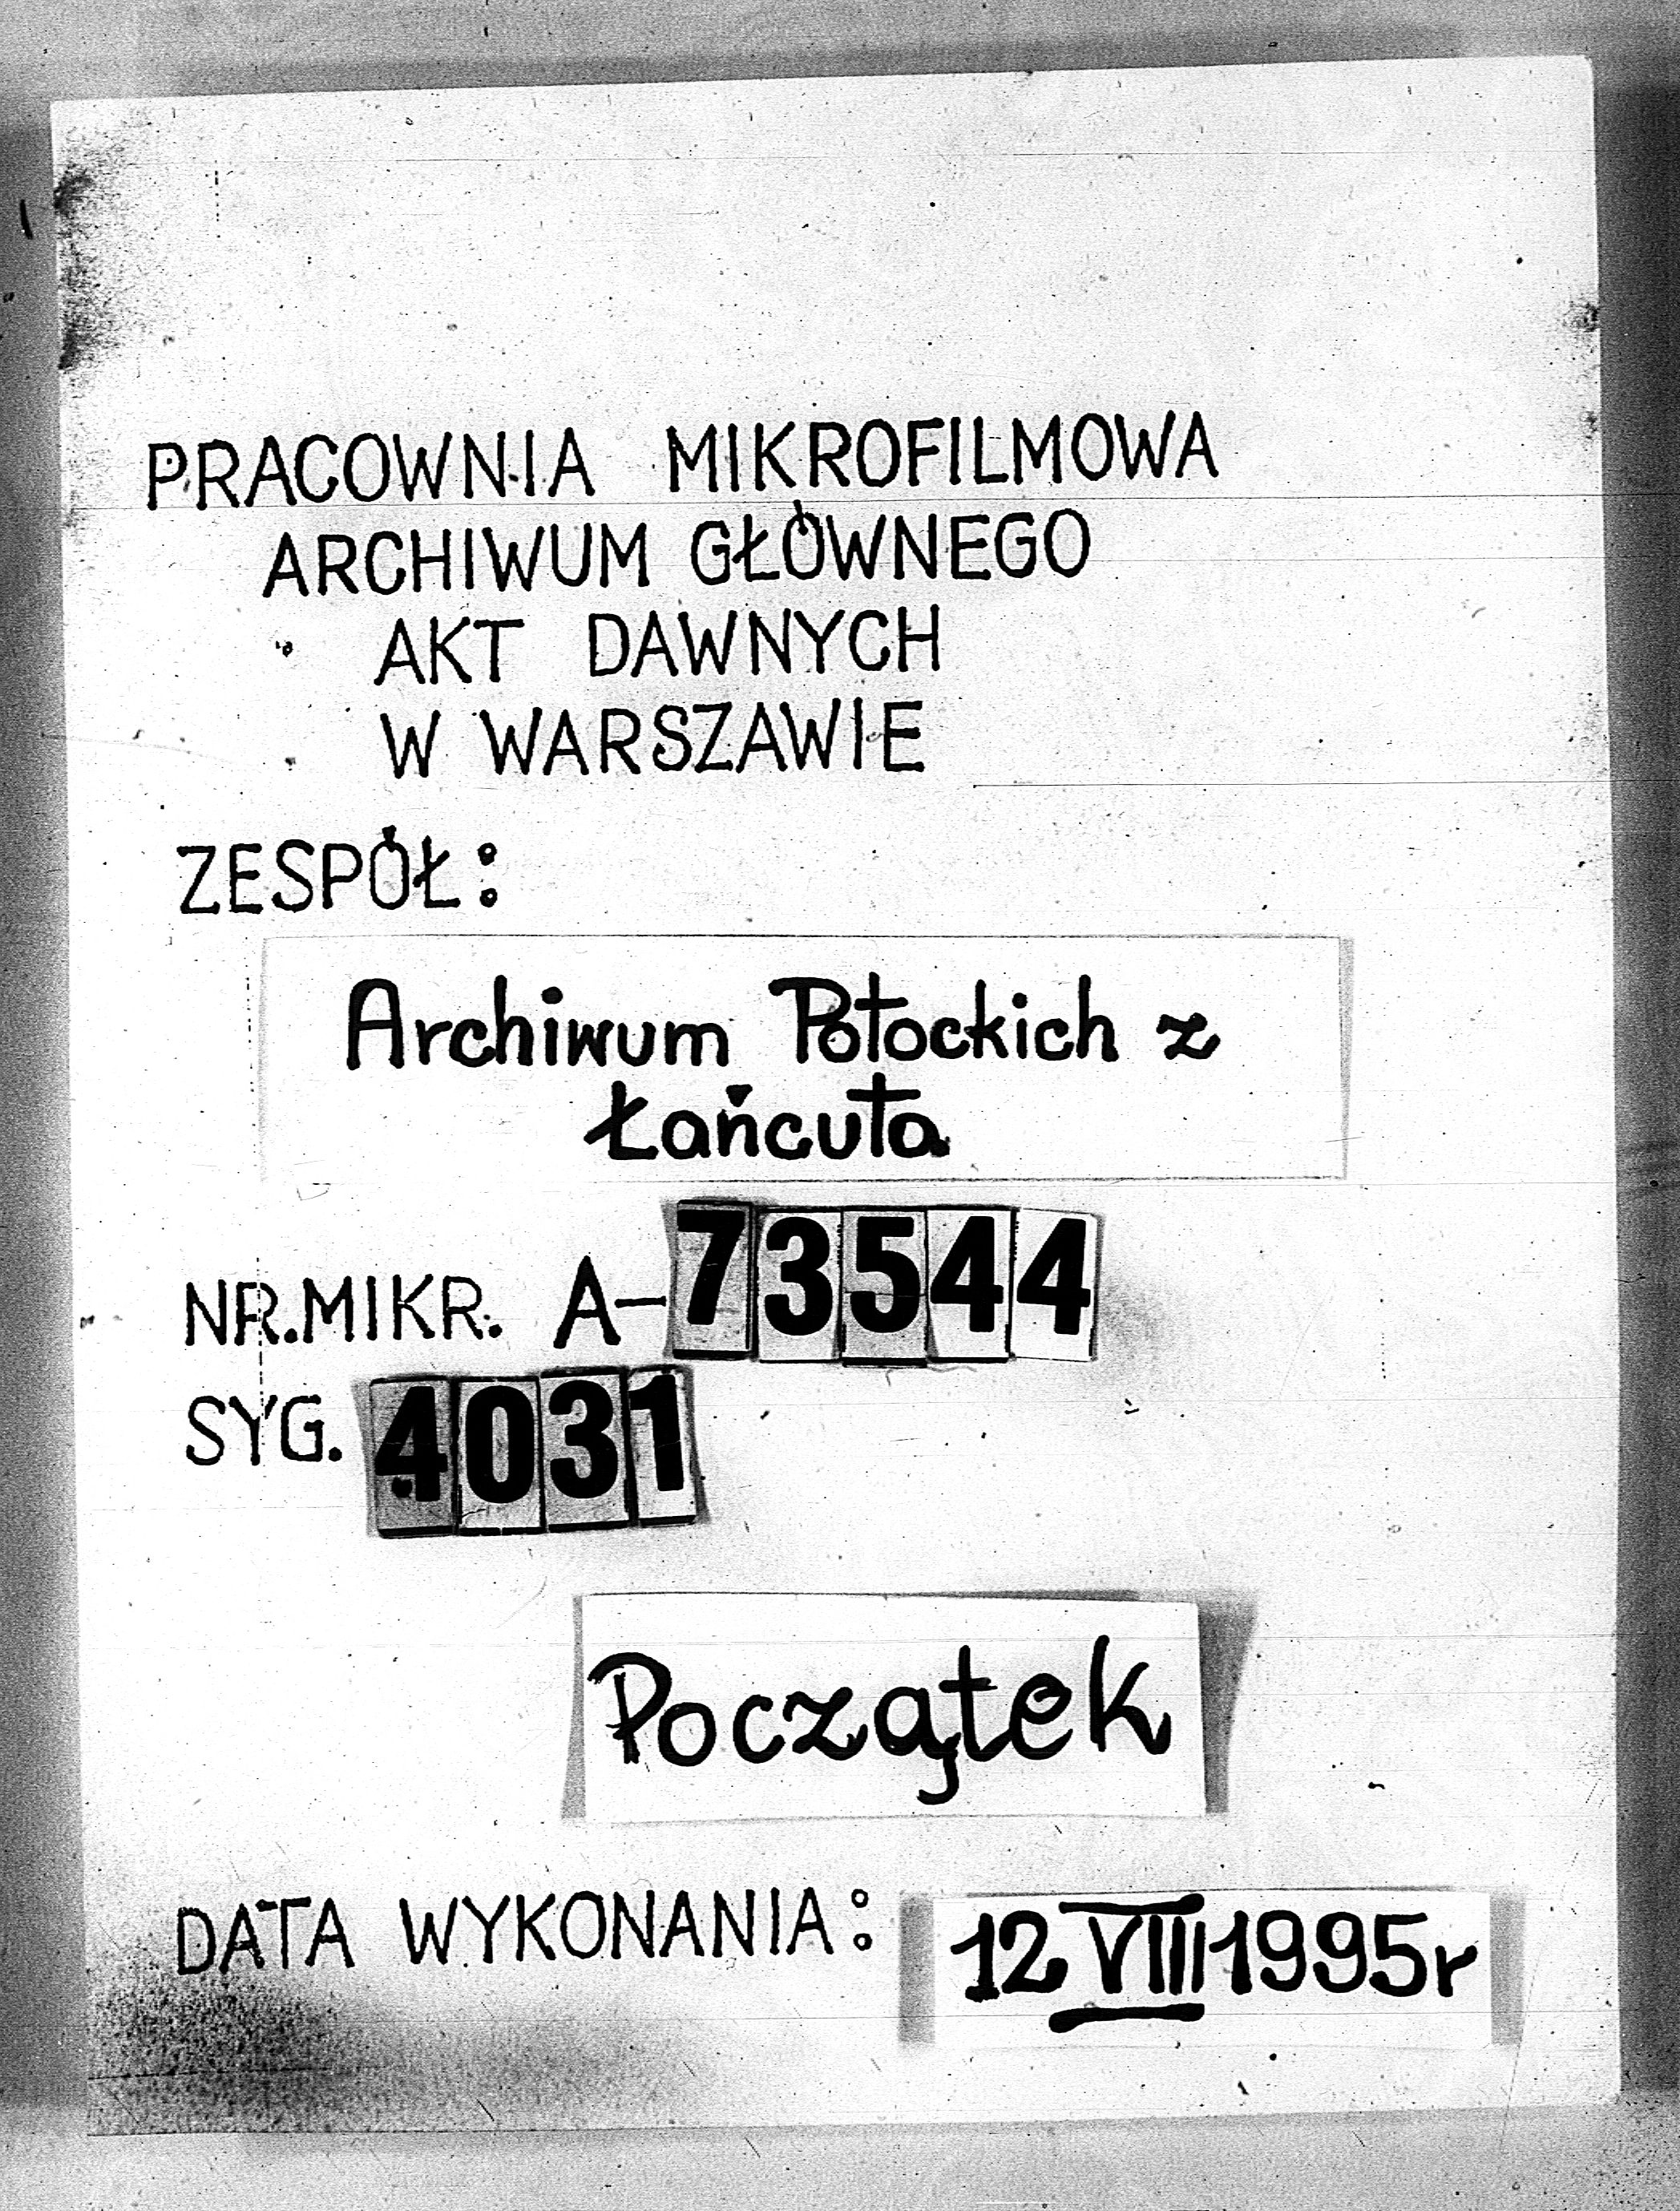 PRACOWNIA MIKROFILMOWA
ARCHIWUM GŁÓWNEGO
AKT DAWNYCH
W WARSZAWIE
ZESPÓŁ:
Archiwum Potockich z
Łańcuta
NR.MIKR. A-73544
SYG. 4031
Początek
DATA WYKONANIA: 12 VIII 1995r